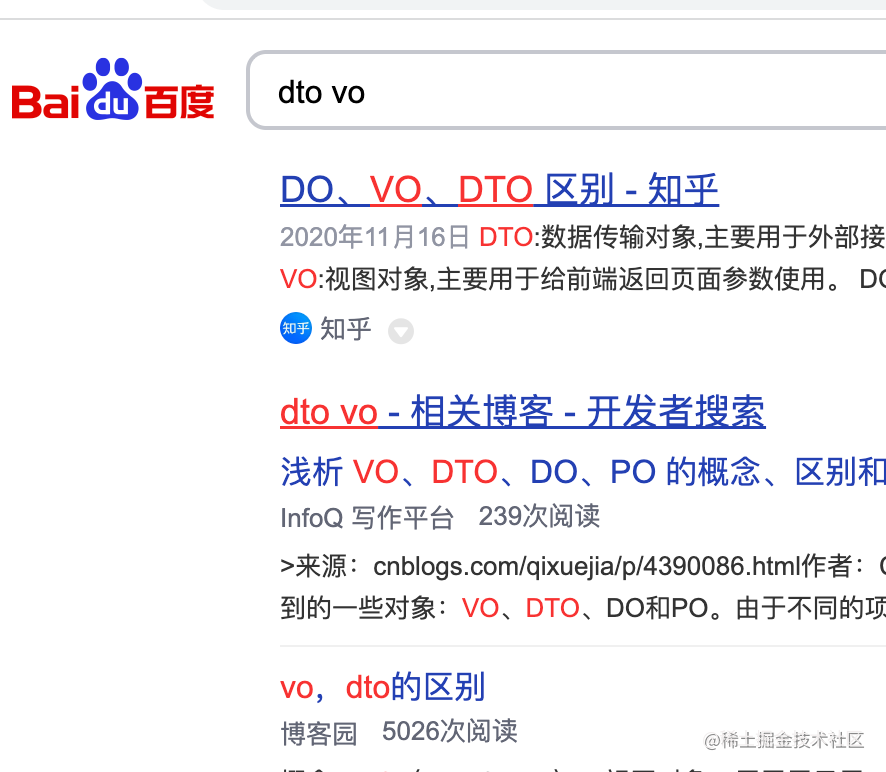 Baidu百度
dto vo
DO、VO、DTO 区别 - 知乎
2020年11月16日 DTO:数据传输对象,主要用于外部接
VO:视图对象,主要用于给前端返回页面参数使用。
知乎 知乎
dto vo - 相关博客 - 开发者搜索
浅析 VO、DTO、DO、PO 的概念、区别和
InfoQ 写作平台 239次阅读
>来源：cnblogs.com/qixuejia/p/4390086.html作者：
到的一些对象：VO、DTO、DO和PO。由于不同的项
vo，dto的区别
博客园 5026次阅读
@稀土掘金技术社区